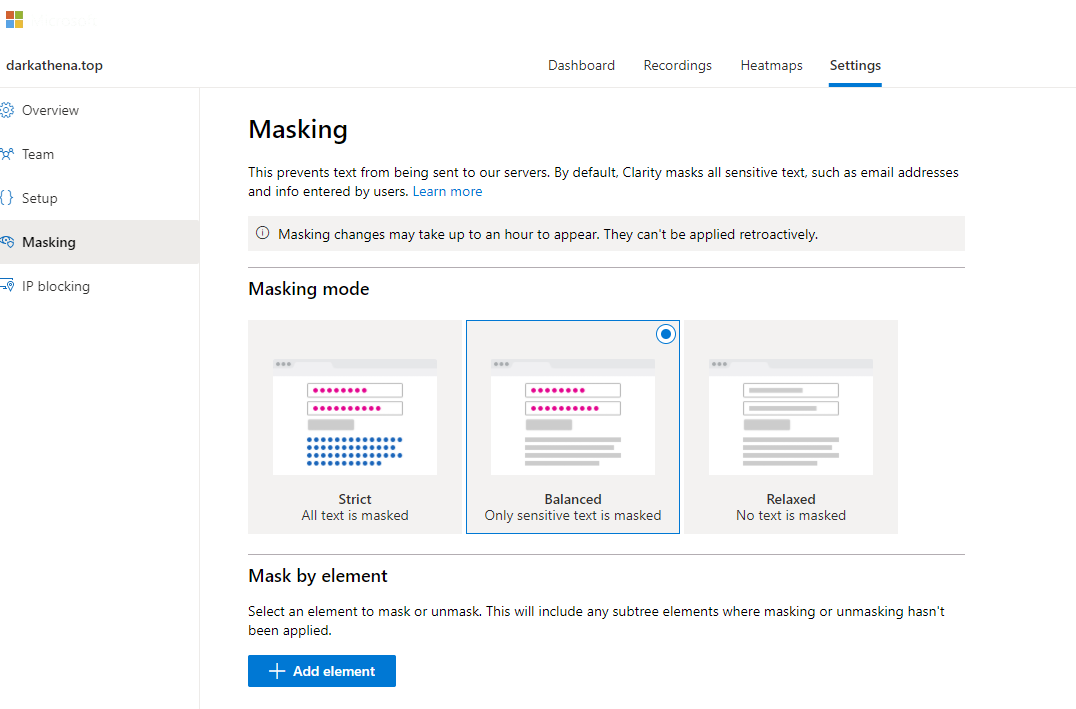 darkathena.top
Dashboard
Recordings
Heatmaps
Settings
Overview
Team
Setup
Masking
IP blocking
Masking
This prevents text from being sent to our servers. By default, Clarity masks all sensitive text, such as email addresses
and info entered by users. Learn more
Masking changes may take up to an hour to appear. They can't be applied retroactively.
Masking mode
Strict
All text is masked
Balanced
Only sensitive text is masked
Relaxed
No text is masked
Mask by element
Select an element to mask or unmask. This will include any subtree elements where masking or unmasking hasn't
been applied.
Add element